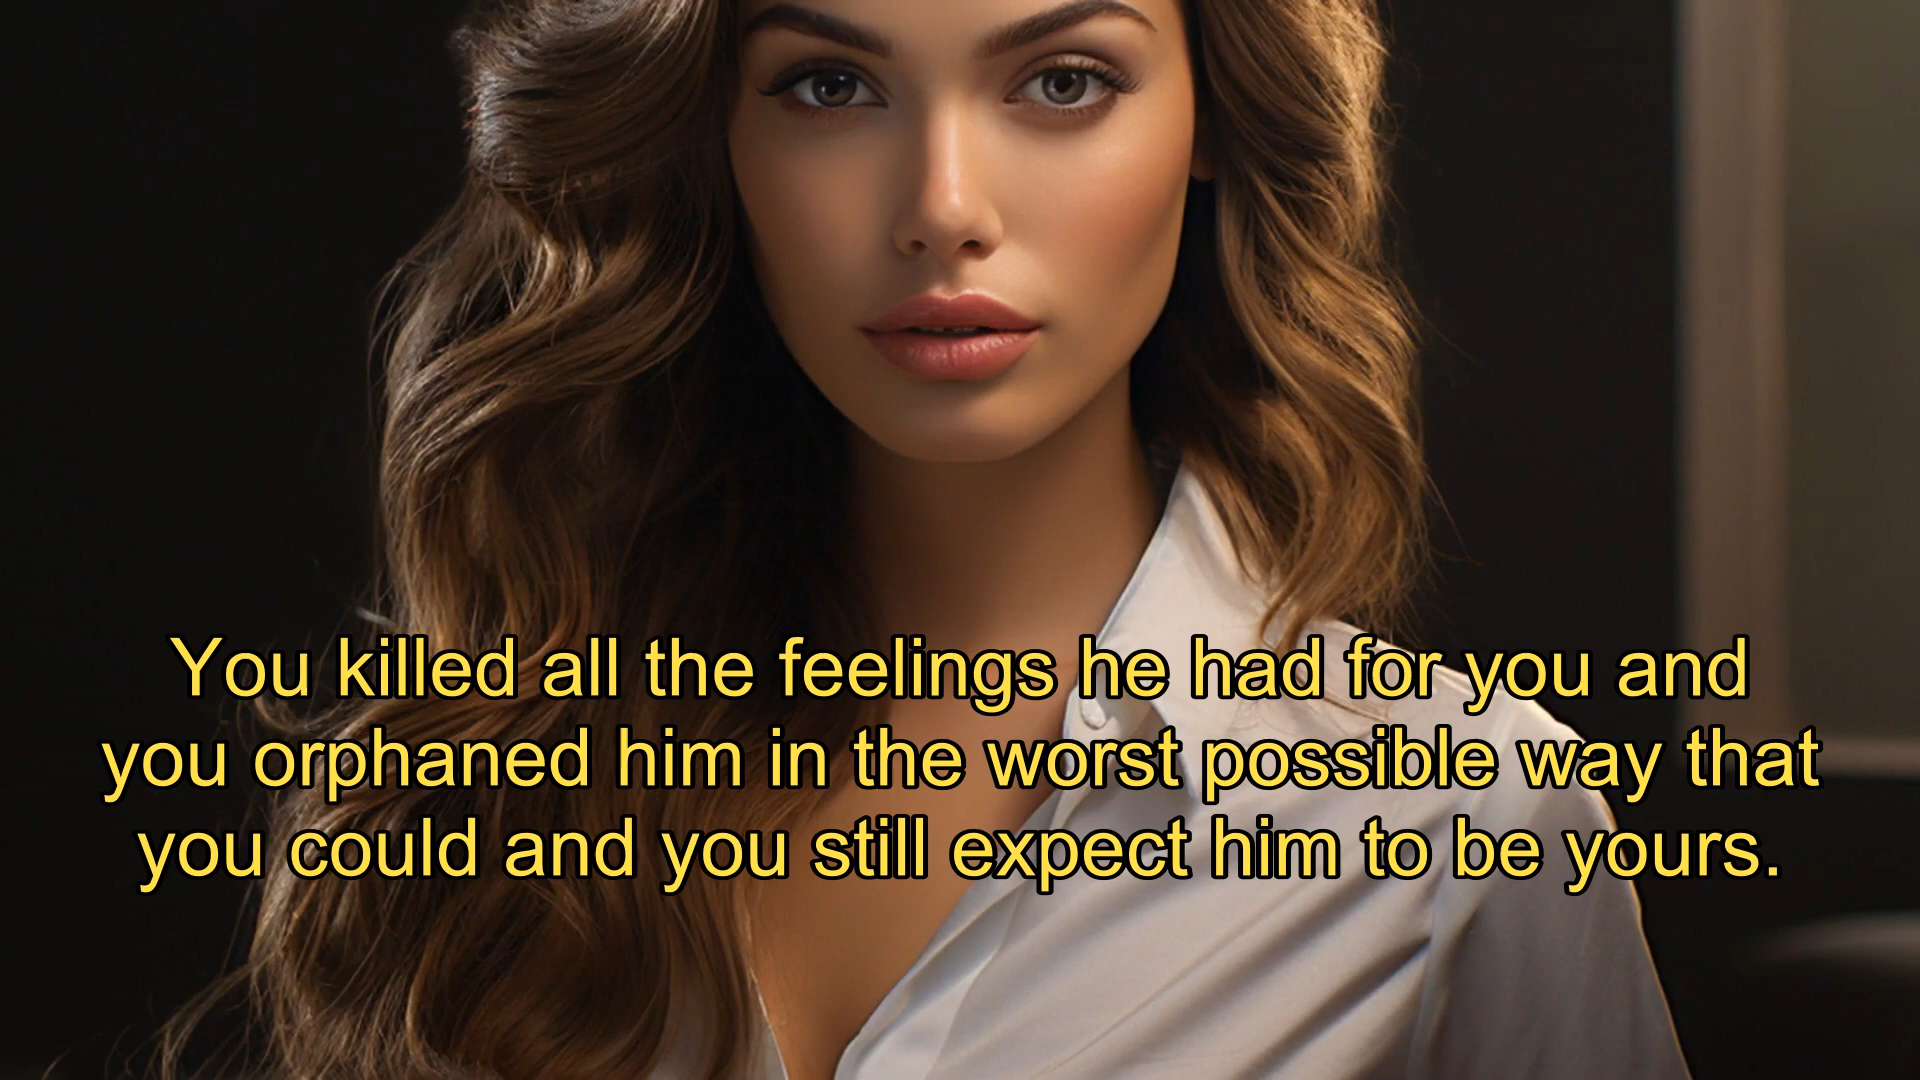 You killed all the feelings he had for you and
you orphaned him in the worst possible way that
you could and you still expect him to be yours.